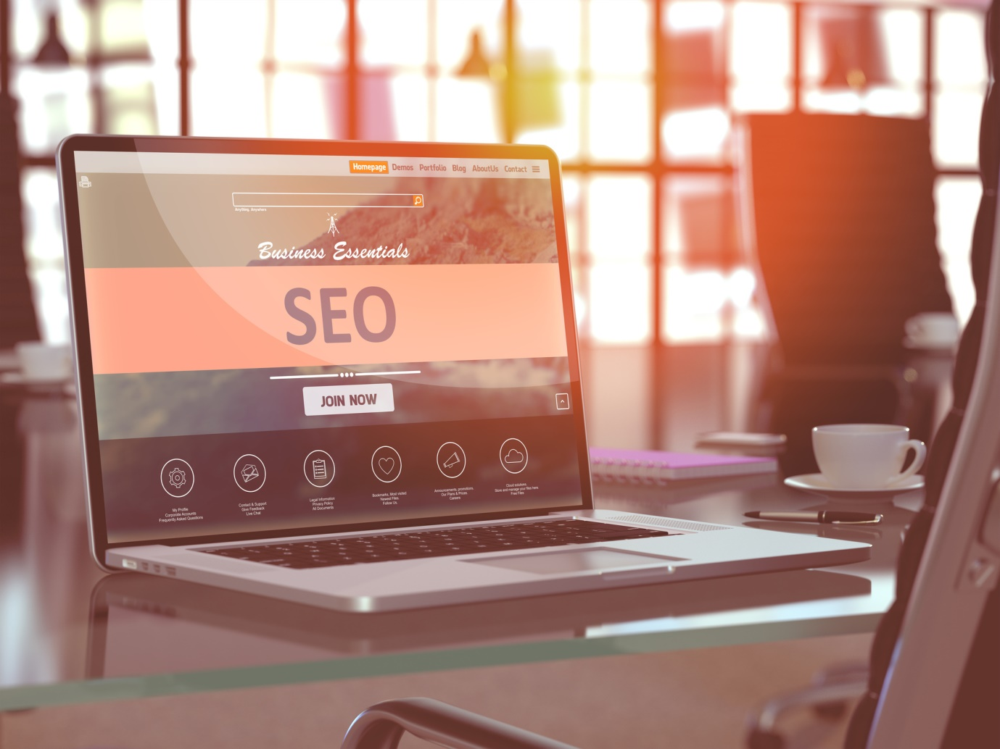 Homepage Demos Portfolio Blog AboutUs Contact
Anything, Anywhere
Business Essentials
SEO
JOIN NOW
My Profile
Corporate Accounts
Frequently Asked Questions
Contact & Support
Give Feedback
Live Chat
Legal Information
Privacy Policy
All Documents
Bookmarks, Most visited
Newest Files
Follow Us
Announcements, promotions
Our Plans & Prices
Careers
Cloud solutions
Store and manage your files here
Free Files